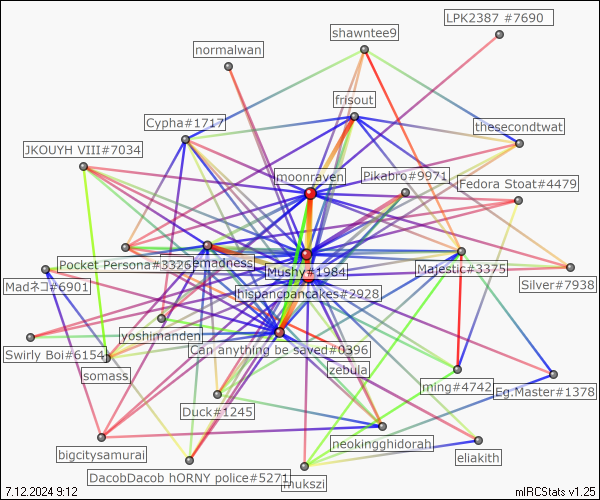 LPK2387 #7690
shawntee9
normalwan
frisout
Cypha#1717
thesecondtwat
JKOUYH VIII#7034
moonraven
Pikabro#9971
Fedora Stoat#4479
Pocket Persona#3326
emadness
Mushy#1984
Majestic#3375
Silver#7938
Madネコ#6901
hispancpancakes#2928
yoshimanden
Swirly Boi#6154
Can anything be saved#0396
somass
zebula
ming#4742
Eg.Master#1378
Duck#1245
neokingghidorah
bigcitysamurai
eliakith
DacobDacob hORNY police#5271
mukszi
7.12.2024 9:12
mIRCStats v1.25